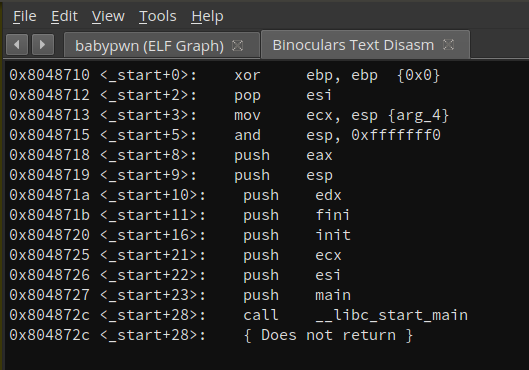 File Edit View Tools Help
babypwn (ELF Graph) Binoculars Text Disasm
0x8048710 <_start+0>: xor ebp, ebp {0x0}
0x8048712 <_start+2>: pop esi
0x8048713 <_start+3>: mov ecx, esp {arg_4}
0x8048715 <_start+5>: and esp, 0xfffffff0
0x8048718 <_start+8>: push eax
0x8048719 <_start+9>: push esp
0x804871a <_start+10>: push edx
0x804871b <_start+11>: push fini
0x8048720 <_start+16>: push init
0x8048725 <_start+21>: push ecx
0x8048726 <_start+22>: push esi
0x8048727 <_start+23>: push main
0x804872c <_start+28>: call __libc_start_main
0x804872c <_start+28>: { Does not return }